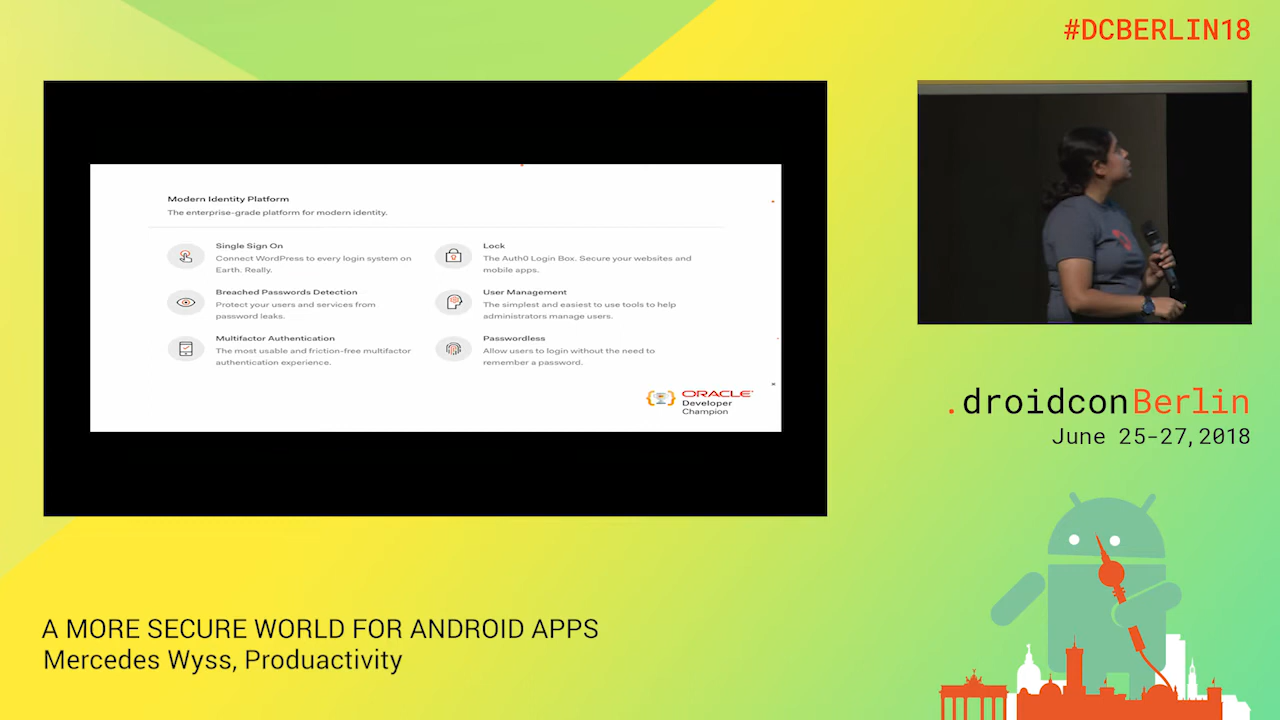 #DCBERLIN18
Modern Identity Platform
The enterprise-grade platform for modern identity.
Single Sign On
Connect WordPress to every login system on
Earth. Really.
Lock
The Auth0 Login Box. Secure your websites and
mobile apps.
Breached Passwords Detection
Protect your users and services from
password leaks.
User Management
The simplest and easiest to use tools to help
administrators manage users.
Multifactor Authentication
The most usable and friction-free multifactor
authentication experience.
Passwordless
Allow users to login without the need to
remember a password.
ORACLE
Developer
Champion
.droidconBerlin
June 25-27,2018
A MORE SECURE WORLD FOR ANDROID APPS
Mercedes Wyss, Produactivity